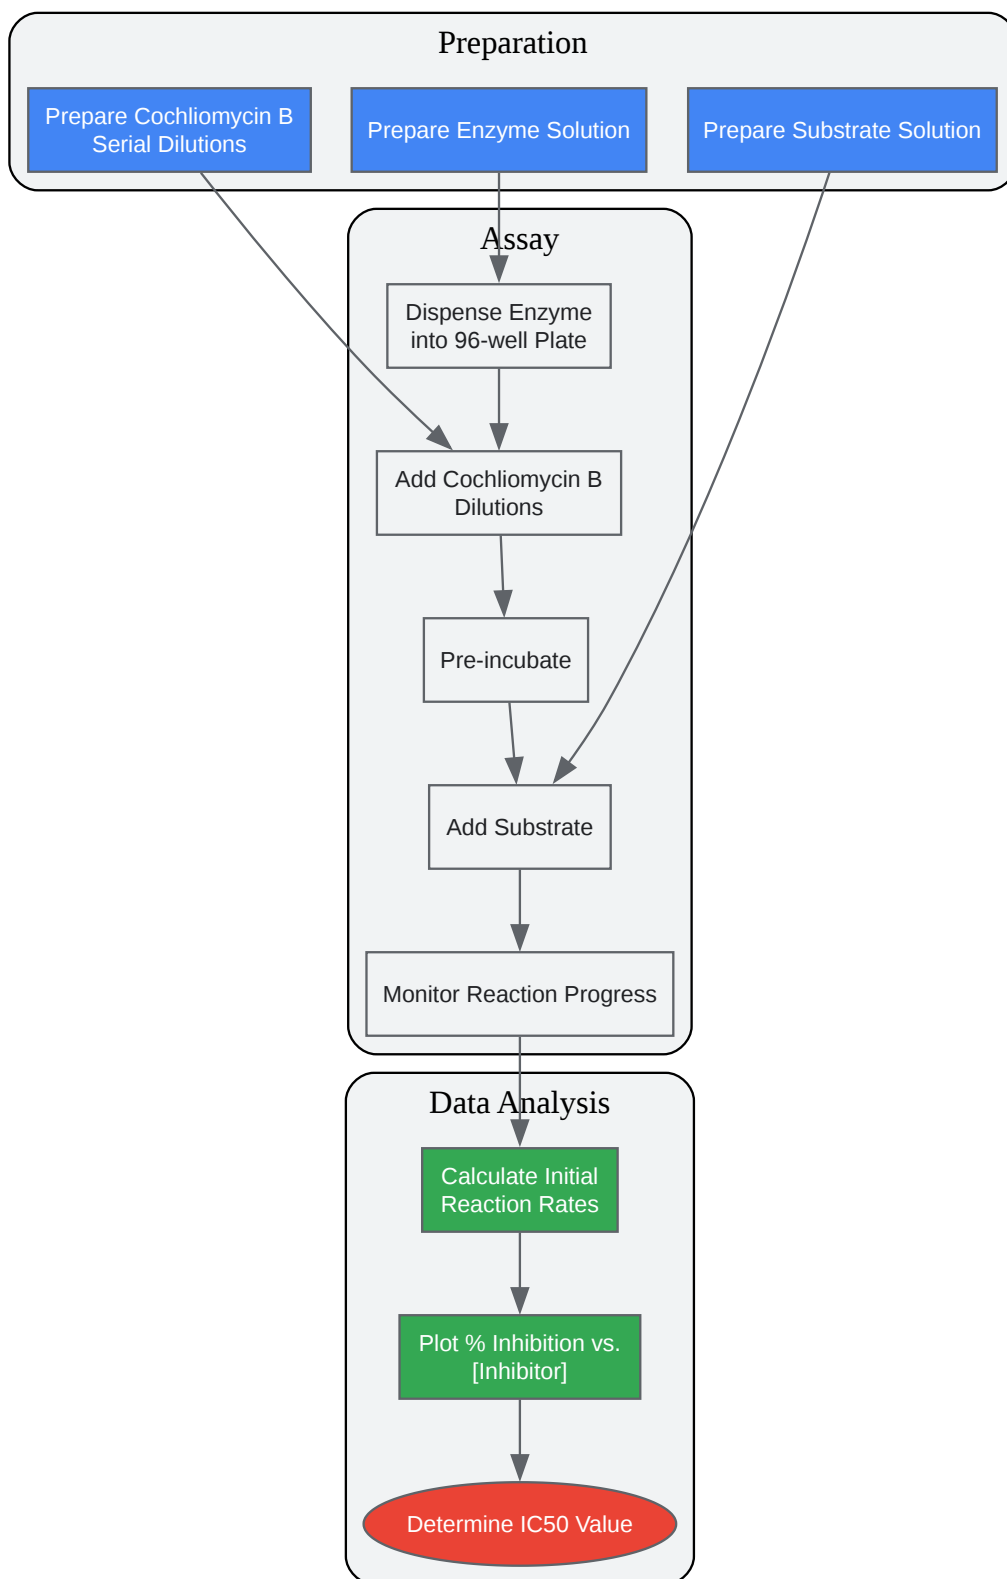 Preparation
Prepare Cochliomycin B
Serial Dilutions
Prepare Enzyme Solution
Prepare Substrate Solution
Assay
Dispense Enzyme
into 96-well Plate
Add Cochliomycin B
Dilutions
Pre-incubate
Add Substrate
Monitor Reaction Progress
Data Analysis
Calculate Initial
Reaction Rates
Plot % Inhibition vs.
[Inhibitor]
Determine IC50 Value